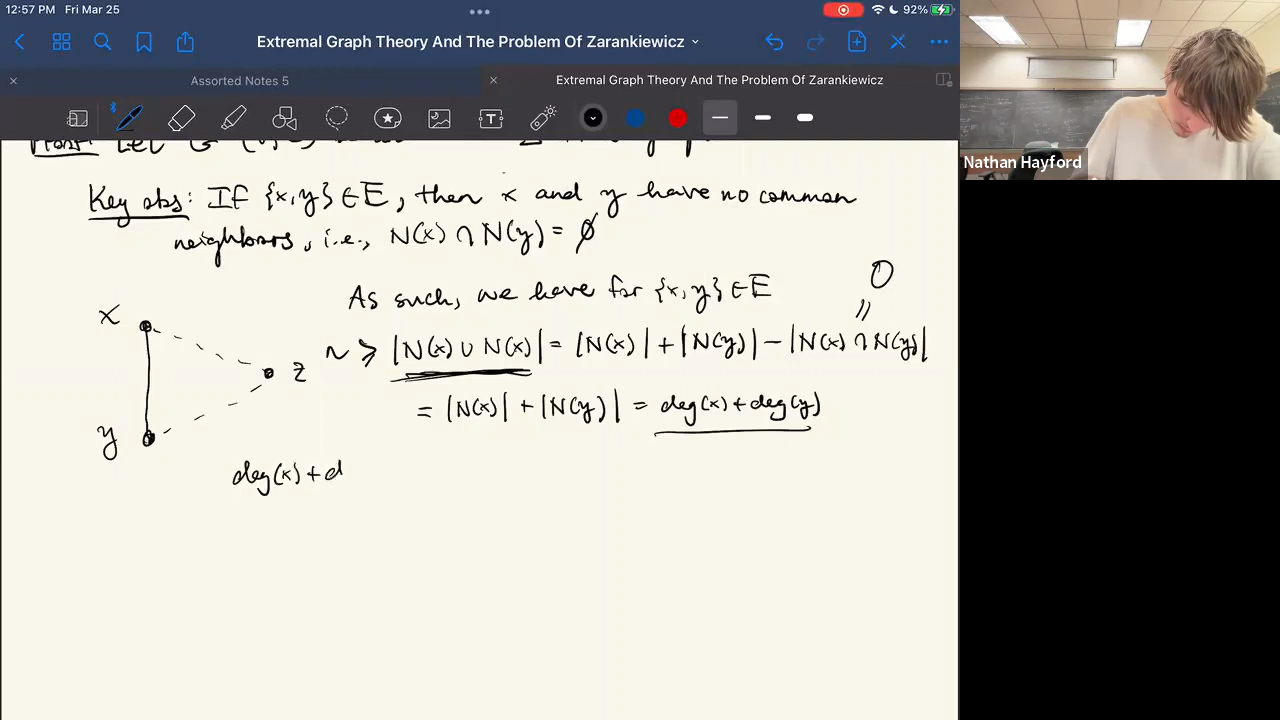 12:57 PM Fri Mar 25
92%
Extremal Graph Theory And The Problem Of Zarankiewicz
Assorted Notes 5
Extremal Graph Theory And The Problem Of Zarankiewicz
Nathan Hayford
Proof: Let G
Key obs: If {x,y} ∈ E, then x and y have no common
neighbors, i.e., N(x) ∩ N(y) = ∅
As such, we have for {x,y} ∈ E
0
=
n ⩾ |N(x) ∪ N(x)| = |N(x)| + |N(y)| − |N(x) ∩ N(y)|
= |N(x)| + |N(y)| = deg(x) + deg(y)
x
z
y
deg(x) + d